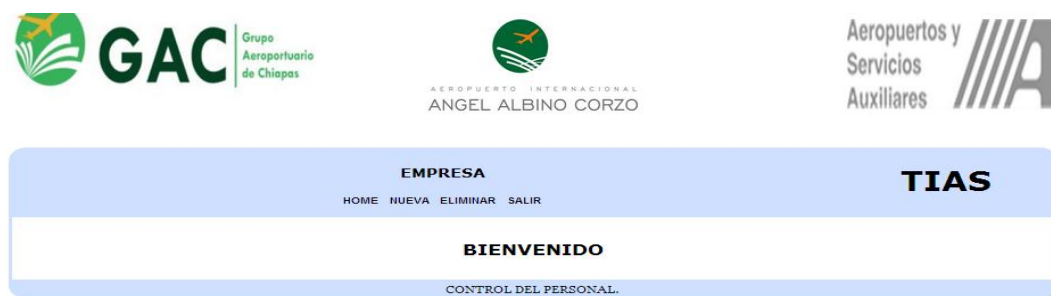 GAC
Grupo
Aeroportuario
de Chiapas
AEROPUERTO INTERNACIONAL
ANGEL ALBINO CORZO
Aeropuertos y
Servicios
Auxiliares
EMPRESA
TIAS
HOME NUEVA ELIMINAR SALIR
BIENVENIDO
CONTROL DEL PERSONAL.